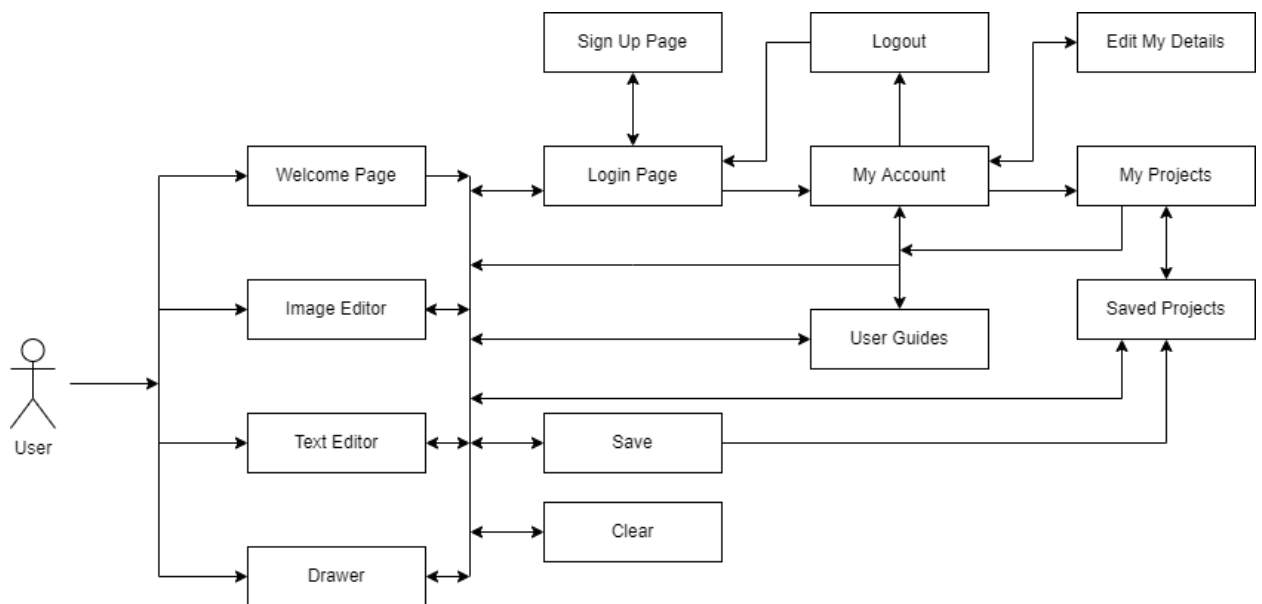 Sign Up Page
Logout
Edit My Details
Welcome Page
Login Page
My Account
My Projects
Image Editor
User Guides
Saved Projects
User
Text Editor
Save
Clear
Drawer